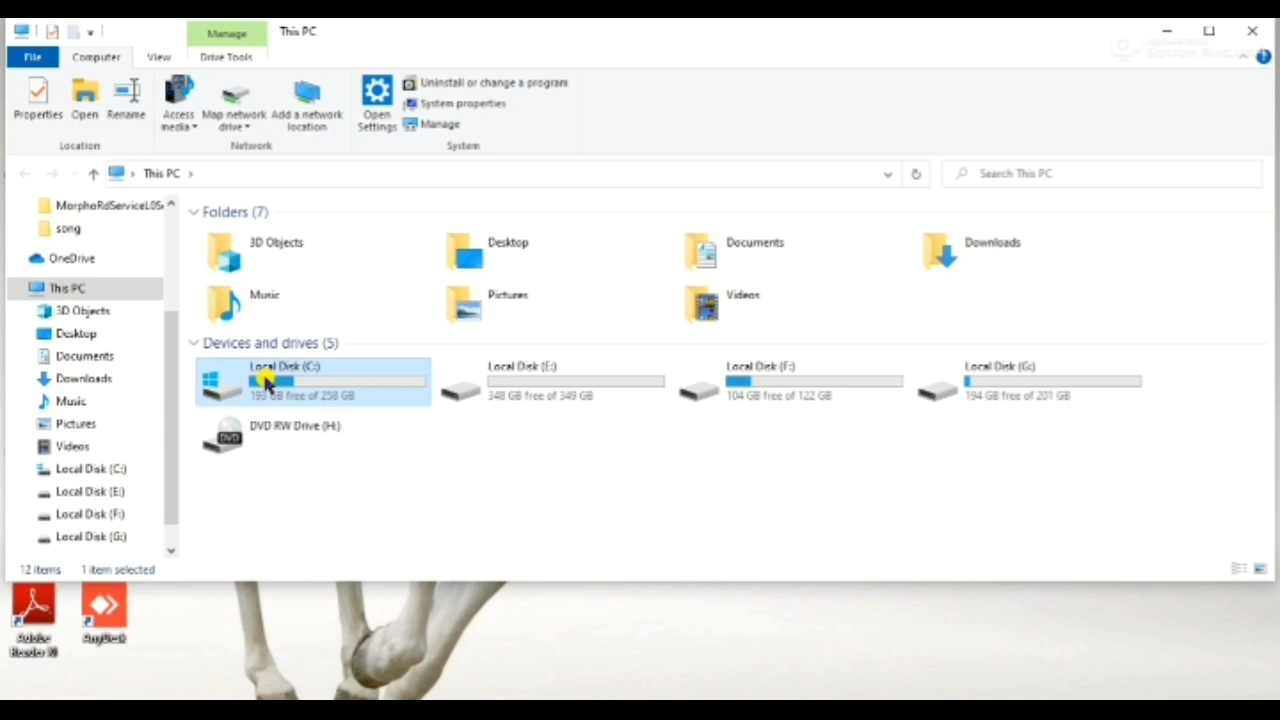 Manage
This PC
File
Computer
View
Drive Tools
Properties
Open
Rename
Access media
Map network drive
Add a network location
Open Settings
Uninstall or change a program
System properties
Manage
Location
Network
System
This PC
Search This PC
MorphoRdServiceL0S
song
OneDrive
This PC
3D Objects
Desktop
Documents
Downloads
Music
Pictures
Videos
Local Disk (C:)
Local Disk (E:)
Local Disk (F:)
Local Disk (G:)
Folders (7)
3D Objects
Desktop
Documents
Downloads
Music
Pictures
Videos
Devices and drives (5)
Local Disk (C:)
193 GB free of 258 GB
Local Disk (E:)
348 GB free of 349 GB
Local Disk (F:)
104 GB free of 122 GB
Local Disk (G:)
194 GB free of 201 GB
DVD
DVD RW Drive (H:)
12 items
1 item selected
Adobe
Reader XI
AnyDesk